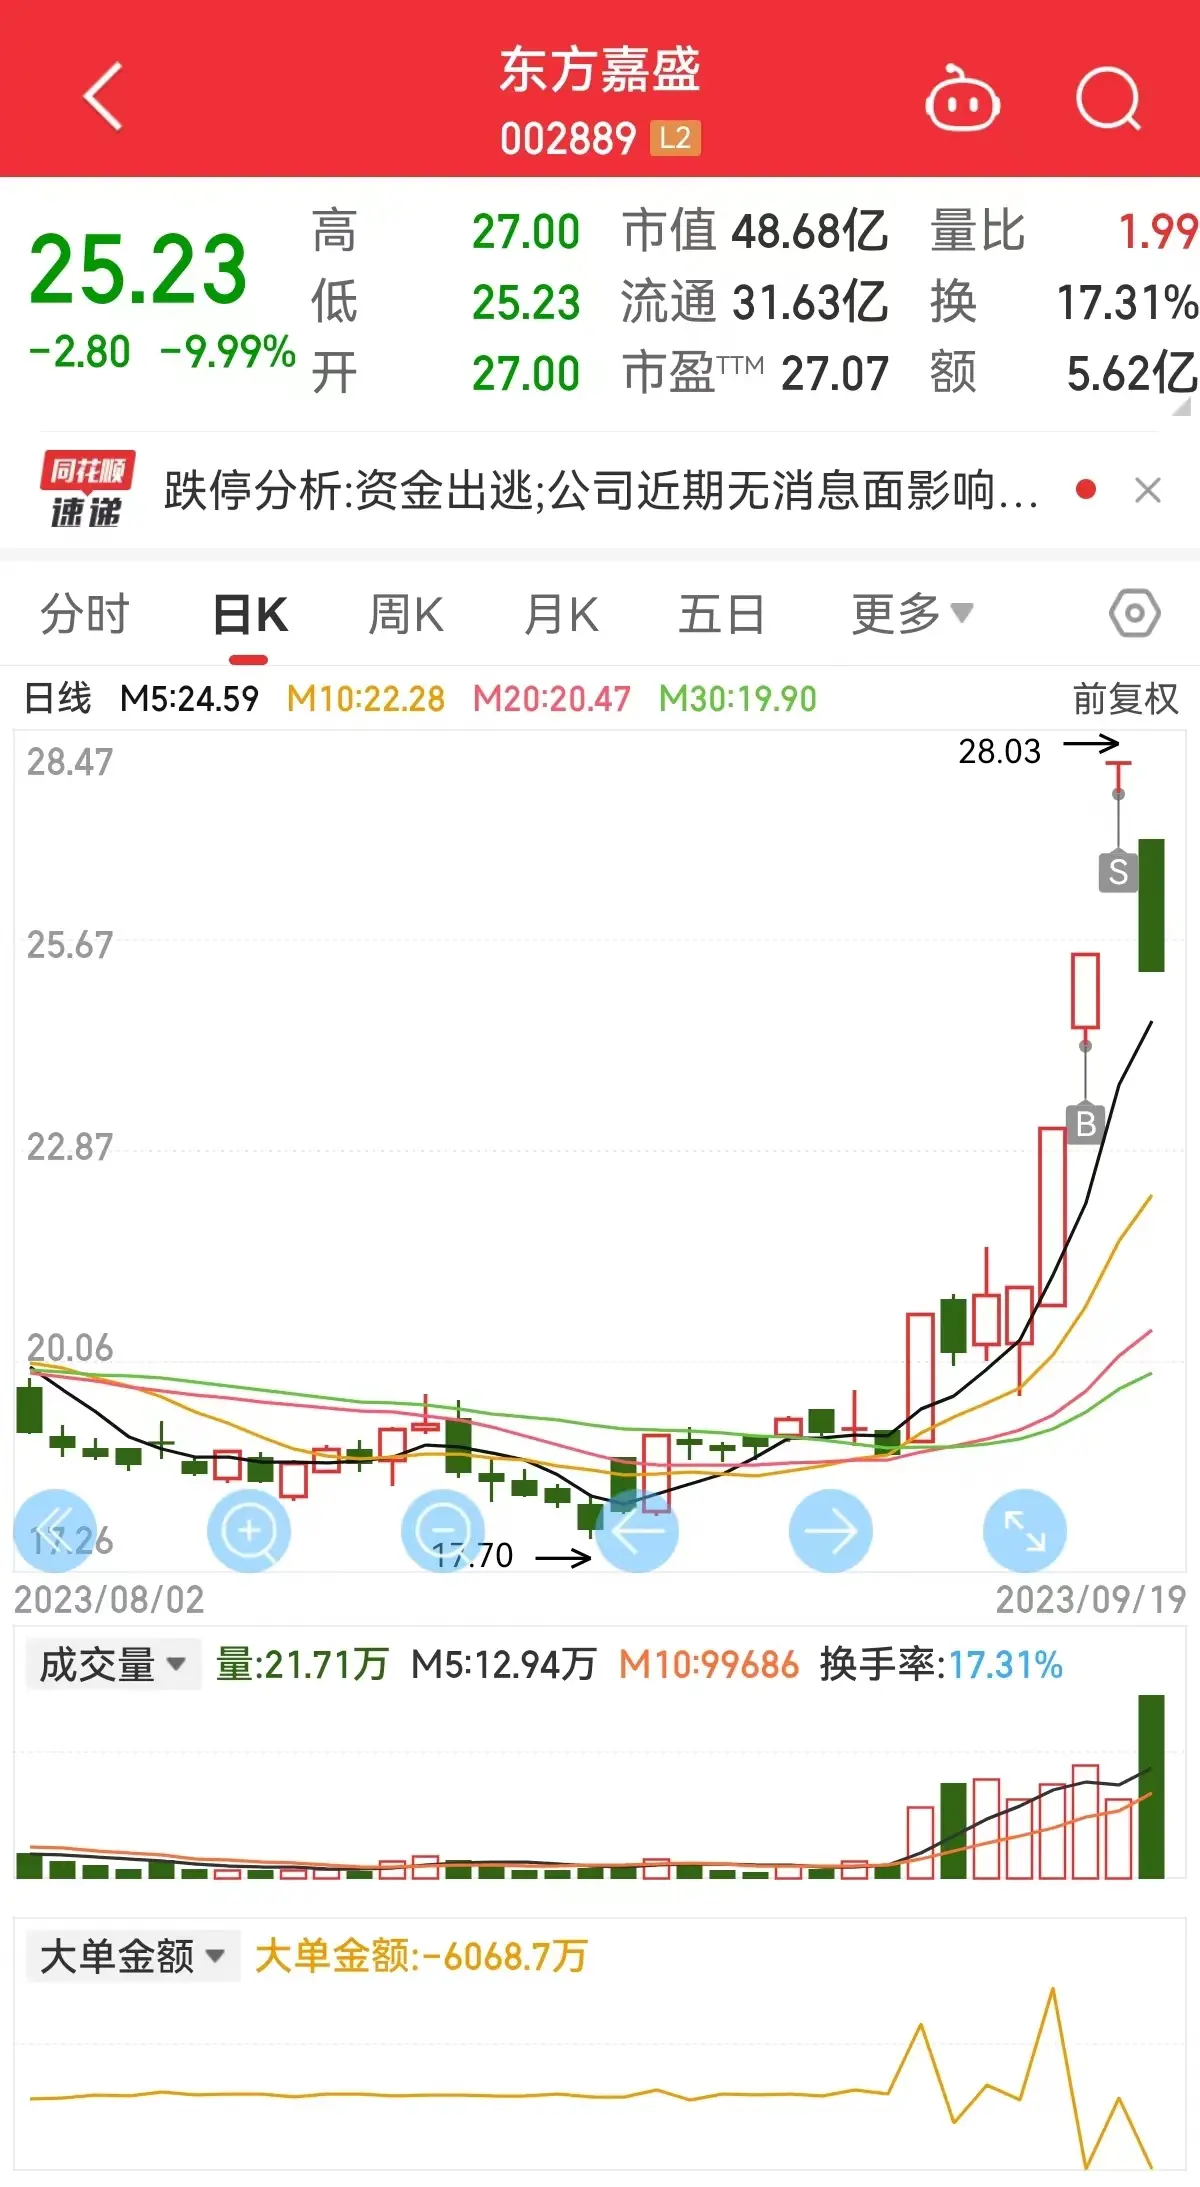 东方嘉盛
002889 L2
25.23
-2.80 -9.99%
高 27.00 市值 48.68亿 量比 1.99
低 25.23 流通 31.63亿 换 17.31%
开 27.00 市盈TTM 27.07 额 5.62亿
同花顺
速递
跌停分析:资金出逃;公司近期无消息面影响...
分时 日K 周K 月K 五日 更多
日线 M5:24.59 M10:22.28 M20:20.47 M30:19.90 前复权
28.47
28.03
S
25.67
B
22.87
20.06
17.26
17.70
2023/08/02 2023/09/19
成交量 量:21.71万 M5:12.94万 M10:99686 换手率:17.31%
大单金额 大单金额:-6068.7万